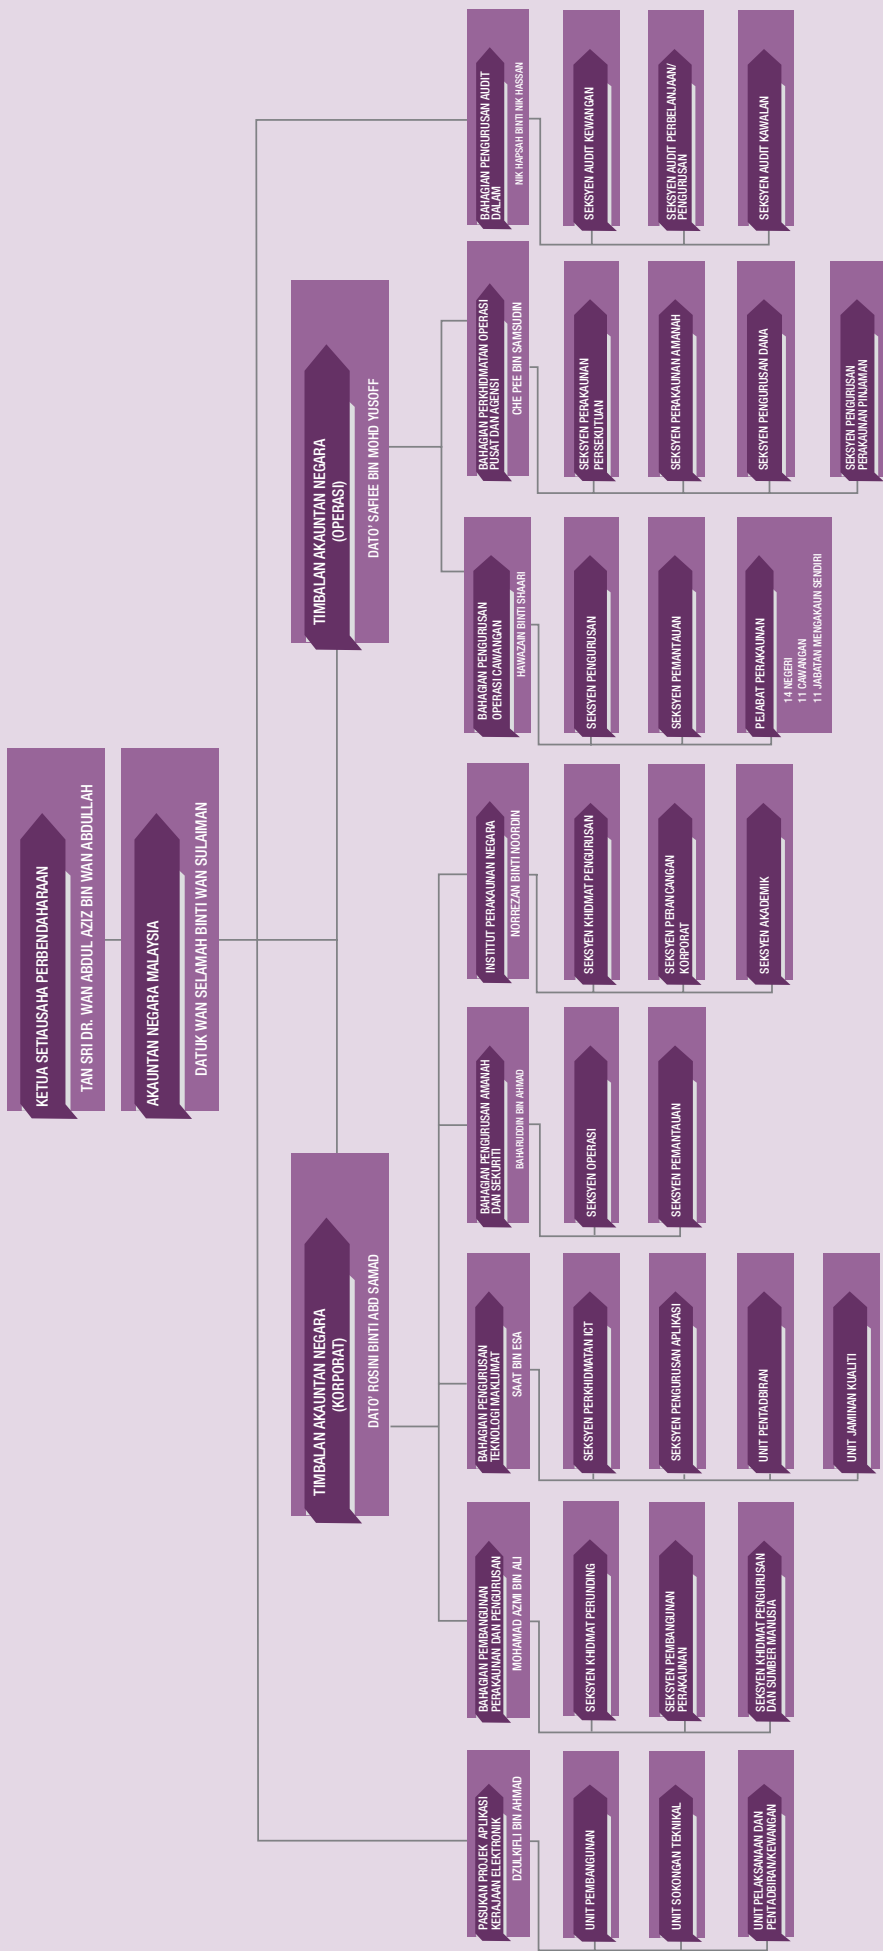 KETUA SETIAUSAHA PERBENDAHARAAN
TAN SRI DR. WAN ABDUL AZIZ BIN WAN ABDULLAH
AKAUNTAN NEGARA MALAYSIA
DATUK WAN SELAMAH BINTI WAN SULAIMAN
TIMBALAN AKAUNTAN NEGARA
(KORPORAT)
DATO' ROSINI BINTI ABD SAMAD
TIMBALAN AKAUNTAN NEGARA
(OPERASI)
DATO' SAFIEE BIN MOHD YUSOFF
PASUKAN PROJEK APLIKASI
KERAJAAN ELEKTRONIK
DZULKIFLI BIN AHMAD
UNIT PEMBANGUNAN
UNIT SOKONGAN TEKNIKAL
UNIT PELAKSANAAN DAN
PENTADBIRAN/KEWANGAN
BAHAGIAN PEMBANGUNAN
PERAKAUNAN DAN PENGURUSAN
MOHAMAD AZMI BIN ALI
SEKSYEN KHIDMAT PERUNDING
SEKSYEN PEMBANGUNAN
PERAKAUNAN
SEKSYEN KHIDMAT PENGURUSAN
DAN SUMBER MANUSIA
BAHAGIAN PENGURUSAN
TEKNOLOGI MAKLUMAT
SAAT BIN ESA
SEKSYEN PERKHIDMATAN ICT
SEKSYEN PENGURUSAN APLIKASI
UNIT PENTADBIRAN
UNIT JAMINAN KUALITI
BAHAGIAN PENGURUSAN AMANAH
DAN SEKURITI
BAHARUDDIN BIN AHMAD
SEKSYEN OPERASI
SEKSYEN PEMANTAUAN
INSTITUT PERAKAUNAN NEGARA
NORREZAN BINTI NOORDIN
SEKSYEN KHIDMAT PENGURUSAN
SEKSYEN PERANCANGAN
KORPORAT
SEKSYEN AKADEMIK
BAHAGIAN PENGURUSAN
OPERASI CAWANGAN
HAWAZAIN BINTI SHAARI
SEKSYEN PENGURUSAN
SEKSYEN PEMANTAUAN
PEJABAT PERAKAUNAN
14 NEGERI
11 CAWANGAN
11 JABATAN MENGAKAUN SENDIRI
BAHAGIAN PERKHIDMATAN OPERASI
PUSAT DAN AGENSI
CHE PEE BIN SAMSUDIN
SEKSYEN PERAKAUNAN
PERSEKUTUAN
SEKSYEN PERAKAUNAN AMANAH
SEKSYEN PENGURUSAN DANA
SEKSYEN PENGURUSAN
PERAKAUNAN PINJAMAN
BAHAGIAN PENGURUSAN AUDIT
DALAM
NIK HAPSAH BINTI NIK HASSAN
SEKSYEN AUDIT KEWANGAN
SEKSYEN AUDIT PERBELANJAAN/
PENGURUSAN
SEKSYEN AUDIT KAWALAN